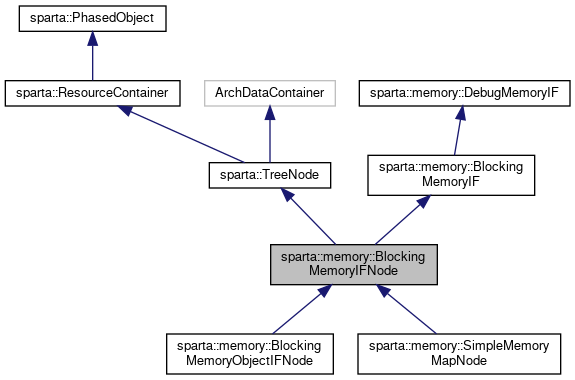 sparta::PhasedObject
sparta::ResourceContainer
ArchDataContainer
sparta::memory::DebugMemoryIF
sparta::TreeNode
sparta::memory::Blocking
MemoryIF
sparta::memory::Blocking
MemoryIFNode
sparta::memory::Blocking
MemoryObjectIFNode
sparta::memory::SimpleMemory
MapNode